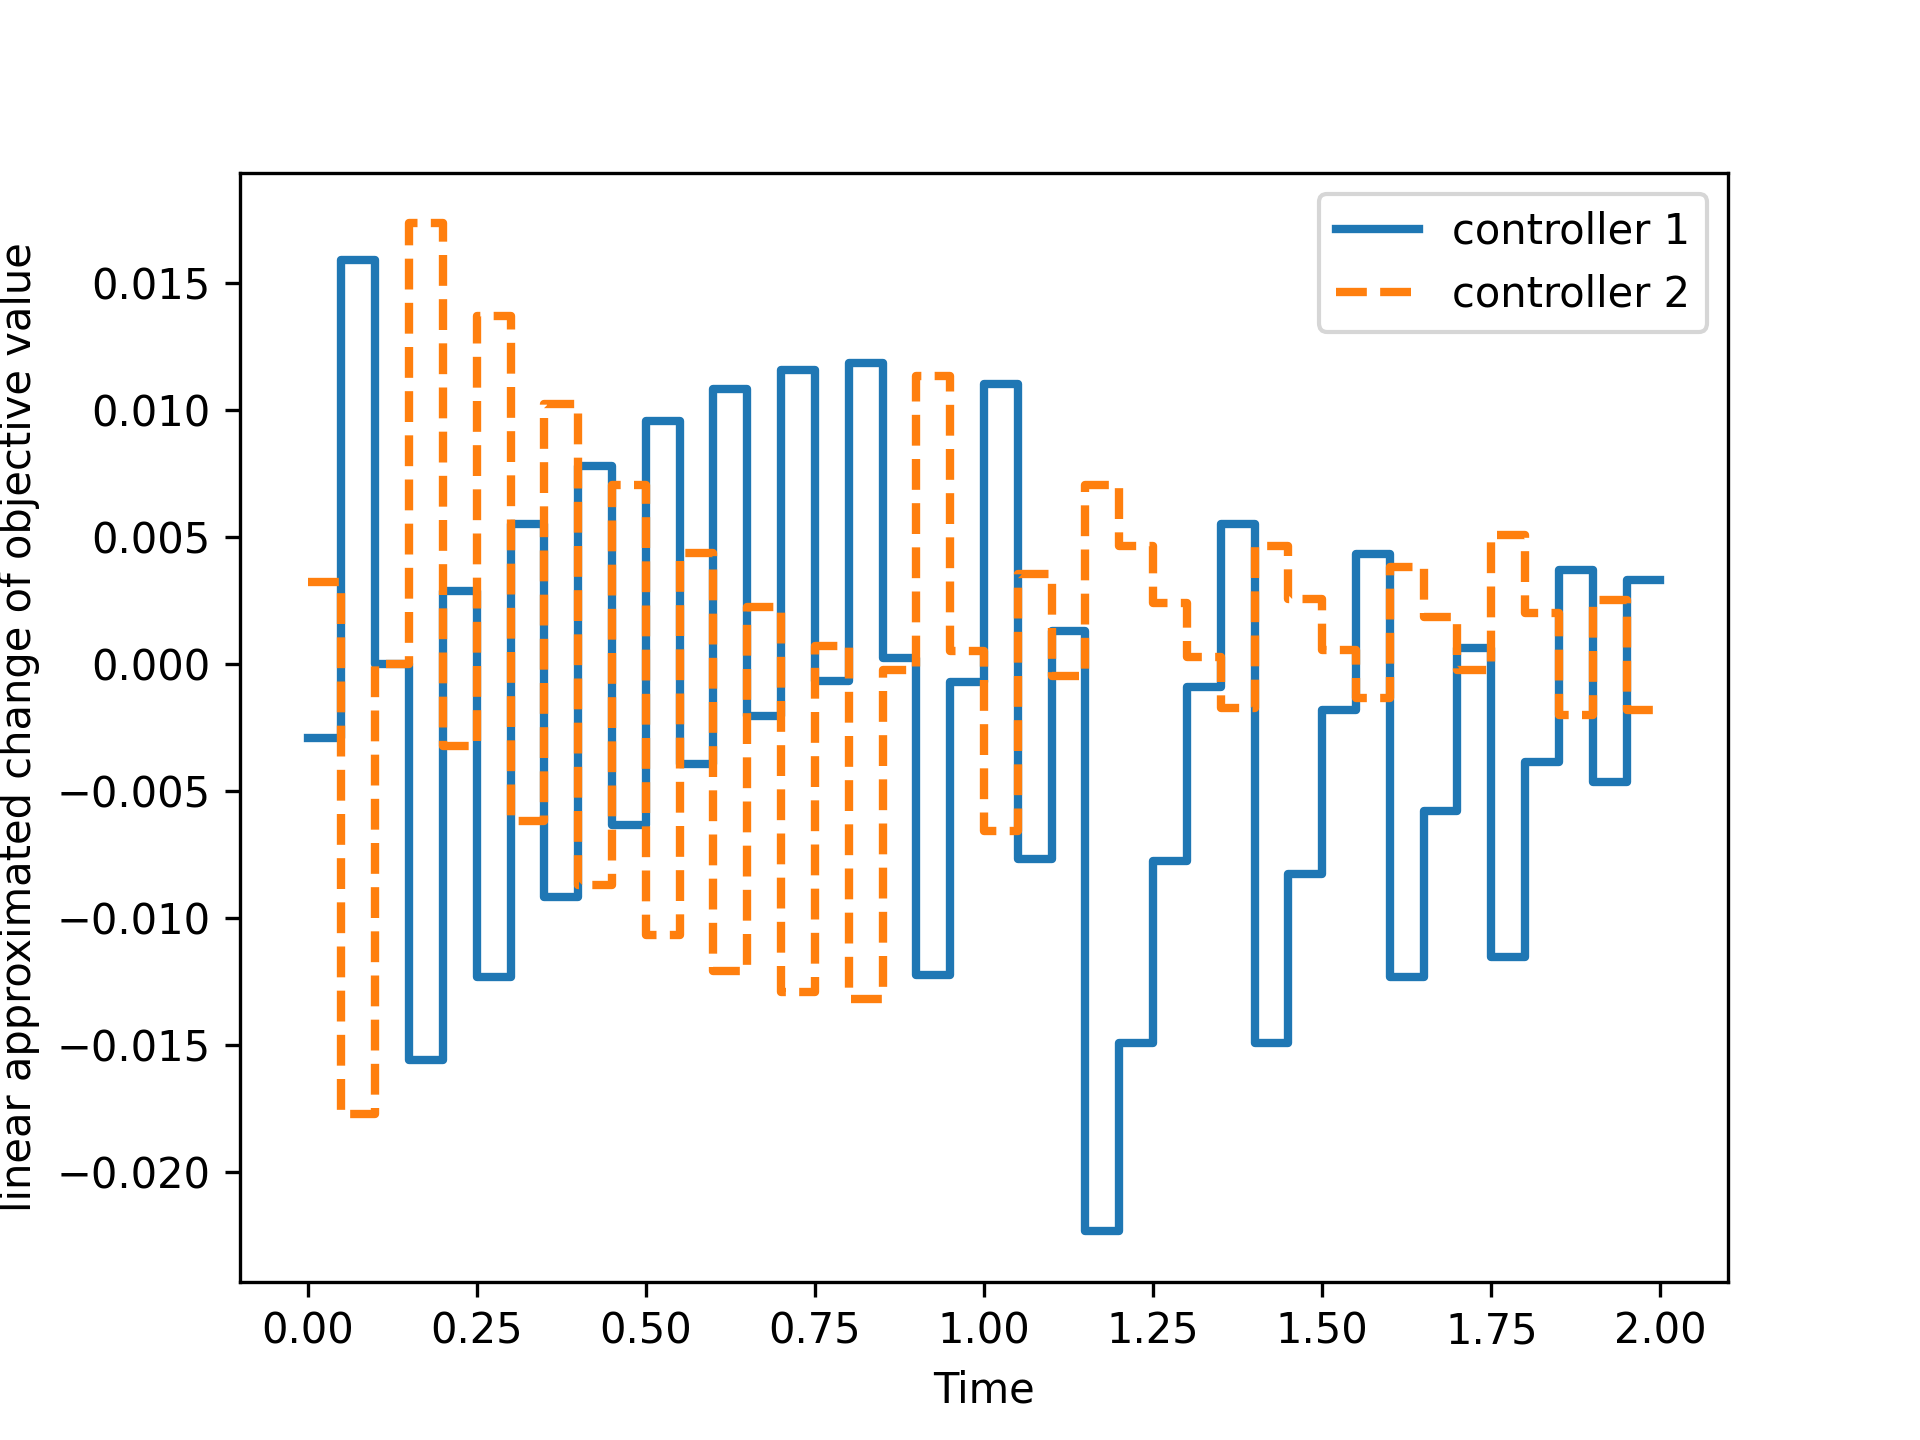 linear approximated change of objective value
0.015
0.010
0.005
0.000
−0.005
−0.010
−0.015
−0.020
controller 1
controller 2
0.00 0.25 0.50 0.75 1.00 1.25 1.50 1.75 2.00
Time